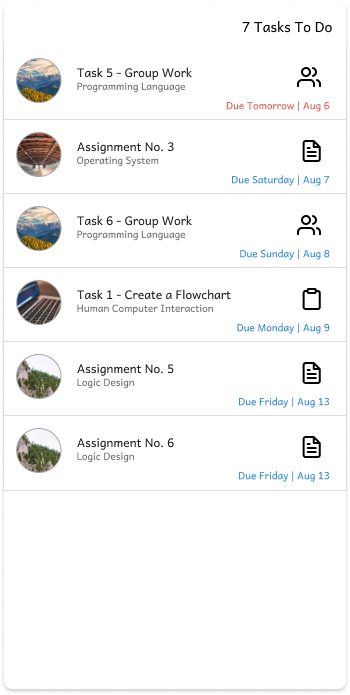 7 Tasks To Do
Task 5 - Group Work
Programming Language
Due Tomorrow | Aug 6
Assignment No. 3
Operating System
Due Saturday | Aug 7
Task 6 - Group Work
Programming Language
Due Sunday | Aug 8
Task 1 - Create a Flowchart
Human Computer Interaction
Due Monday | Aug 9
Assignment No. 5
Logic Design
Due Friday | Aug 13
Assignment No. 6
Logic Design
Due Friday | Aug 13